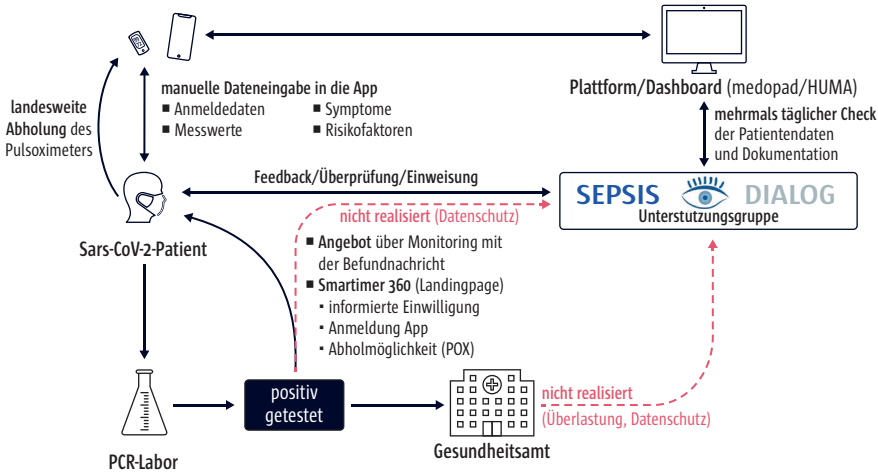 landesweite
Abholung des
Pulsoximeters
manuelle Dateneingabe in die App
■ Anmeldedaten
■ Messwerte
■ Symptome
■ Risikofaktoren
Plattform/Dashboard (medopad/HUMA)
mehrmals täglicher Check
der Patientendaten
und Dokumentation
Feedback/Überprüfung/Einweisung
SEPSIS DIALOG
Unterstützungsgruppe
nicht realisiert (Datenschutz)
Sars-CoV-2-Patient
■ Angebot über Monitoring mit
der Befundnachricht
■ Smartimer 360 (Landingpage)
▪ informierte Einwilligung
▪ Anmeldung App
▪ Abholmöglichkeit (POX)
positiv
getestet
nicht realisiert
(Überlastung, Datenschutz)
Gesundheitsamt
PCR-Labor